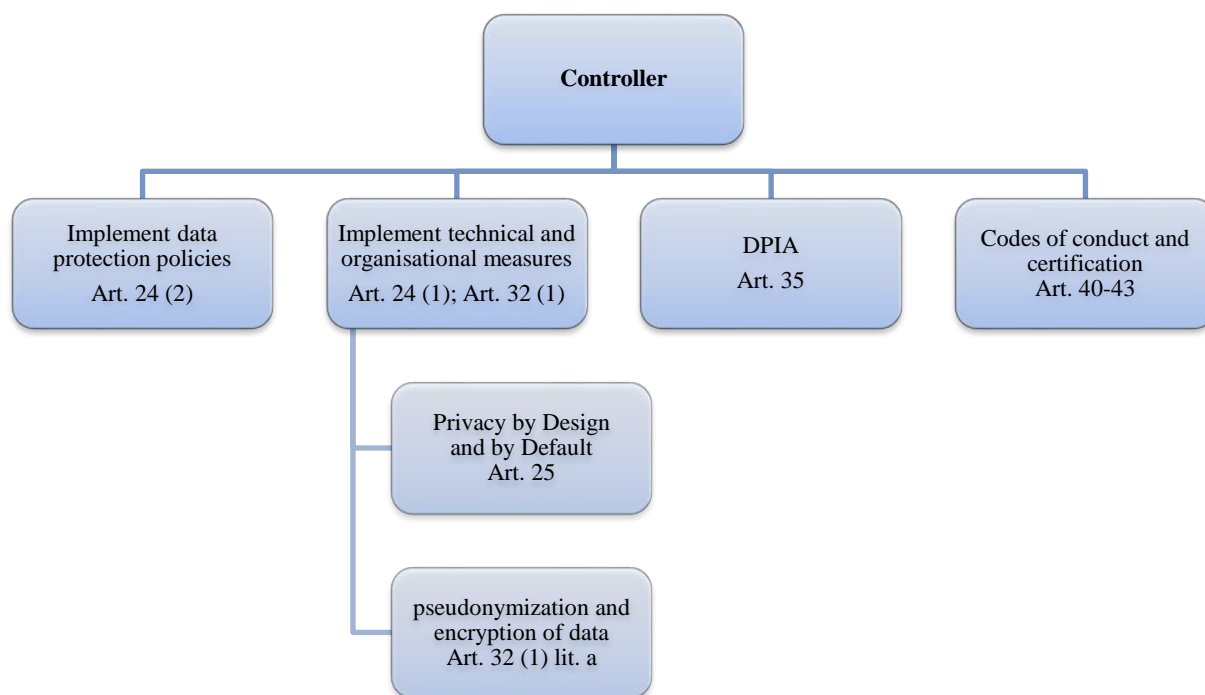 Controller
Implement data
protection policies
Art. 24 (2)
Implement technical and
organisational measures
Art. 24 (1); Art. 32 (1)
DPIA
Art. 35
Codes of conduct and
certification
Art. 40-43
Privacy by Design
and by Default
Art. 25
pseudonymization and
encryption of data
Art. 32 (1) lit. a